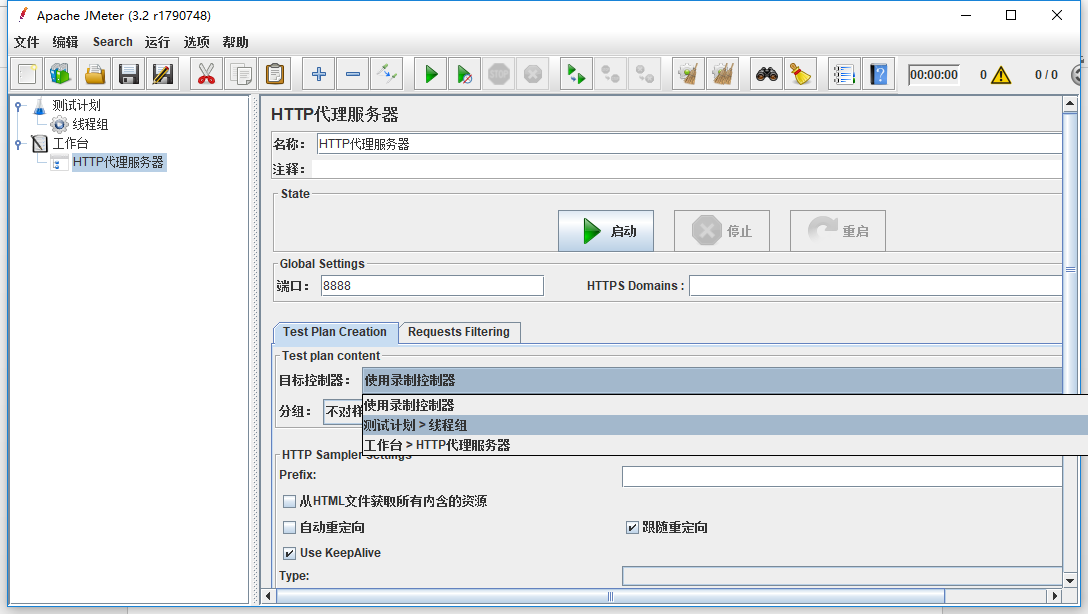 Apache JMeter (3.2 r1790748)
文件 编辑 Search 运行 选项 帮助
STOP
00:00:00 0 0 / 0
测试计划
线程组
工作台
HTTP代理服务器
HTTP代理服务器
名称： HTTP代理服务器
注释：
State
启动 停止 重启
Global Settings
端口： 8888 HTTPS Domains :
Test Plan Creation Requests Filtering
Test plan content
目标控制器： 使用录制控制器
使用录制控制器
分组： 不对样
测试计划 > 线程组
工作台 > HTTP代理服务器
HTTP Sampler settings
Prefix:
从HTML文件获取所有内含的资源
自动重定向 跟随重定向
Use KeepAlive
Type: